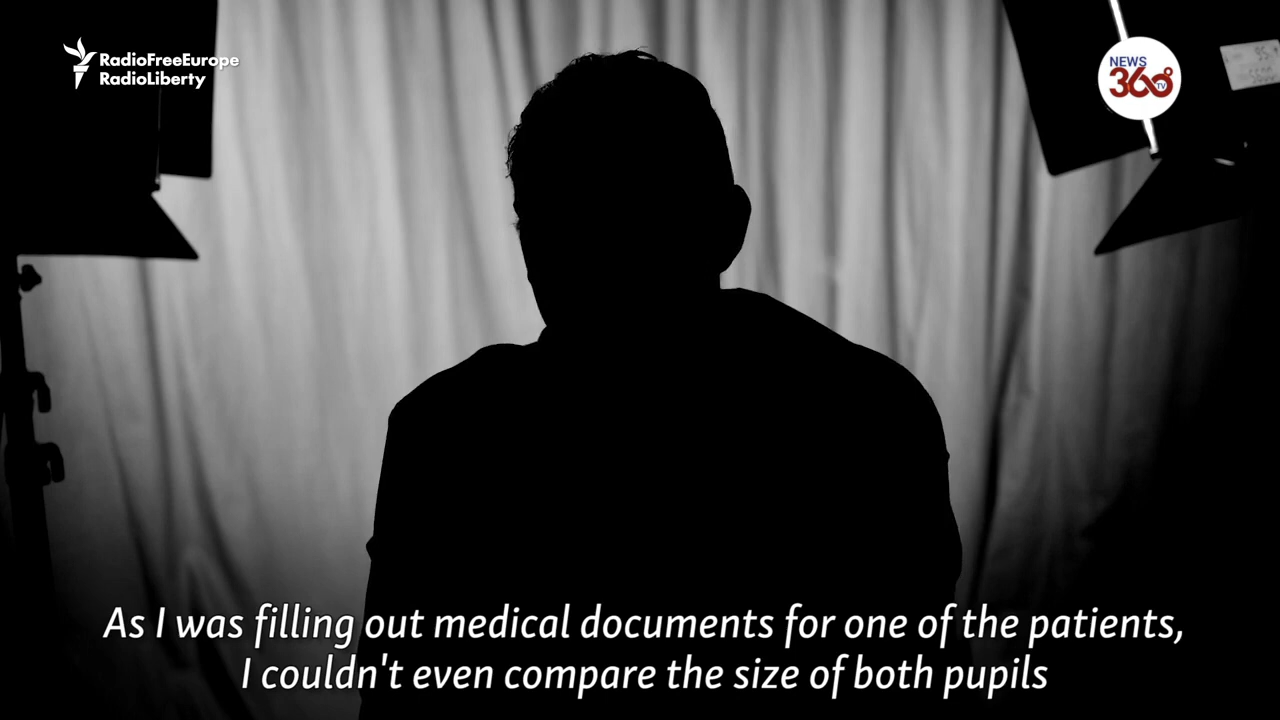 RadioFreeEurope
RadioLiberty
NEWS
360°
TV
As I was filling out medical documents for one of the patients,
I couldn't even compare the size of both pupils